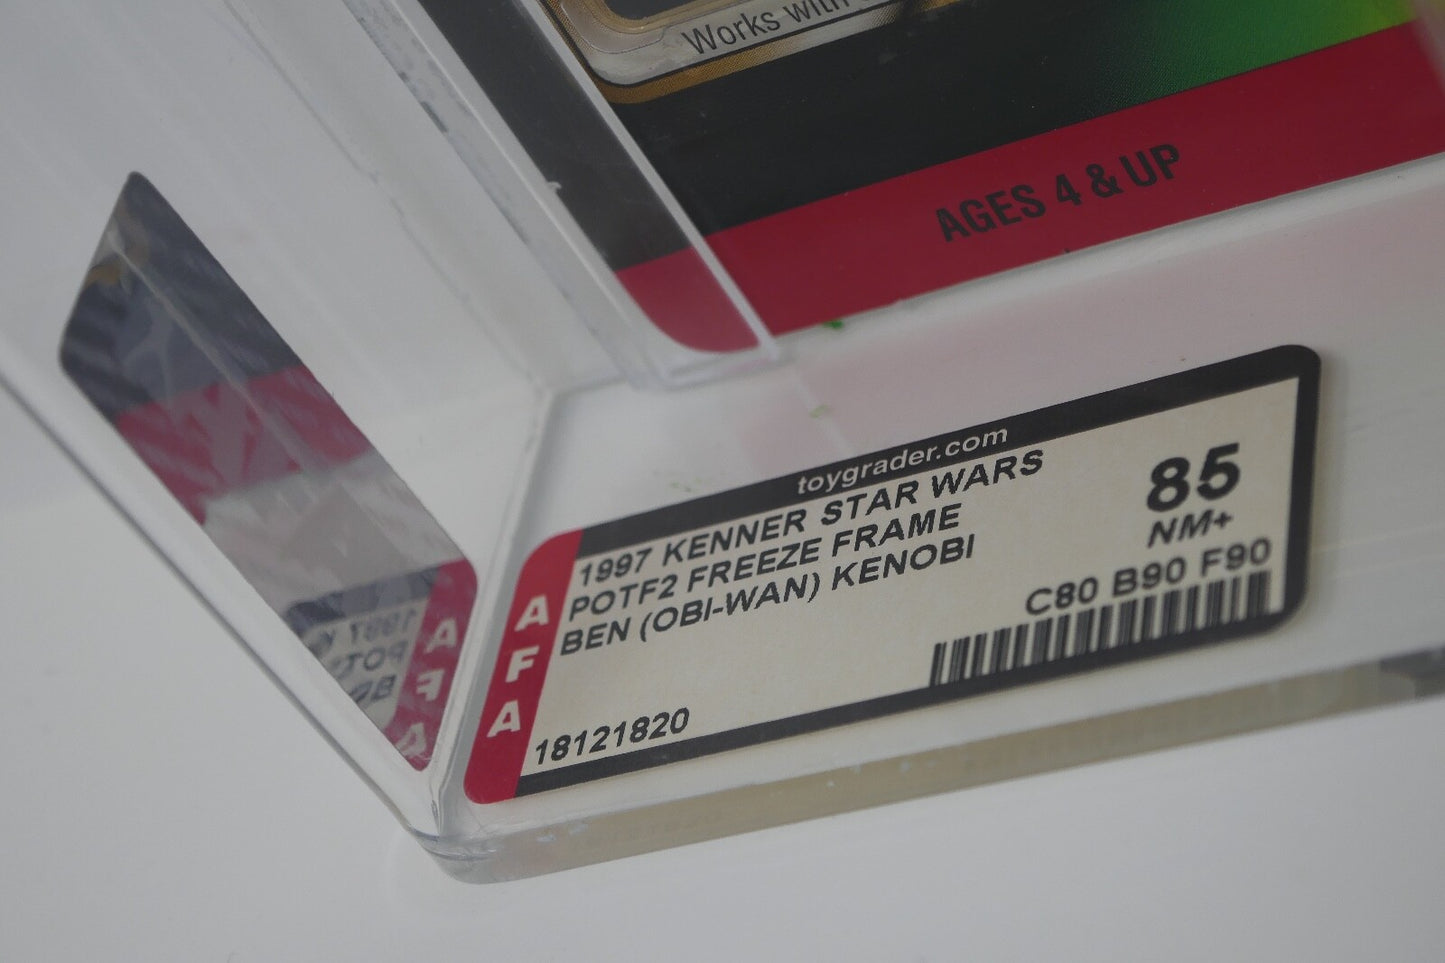 Works with
AGES 4 & UP
toygrader.com
1997 KENNER STAR WARS
POTF2 FREEZE FRAME
BEN (OBI-WAN) KENOBI
85
NM+
C80 B90 F90
AFA
18121820